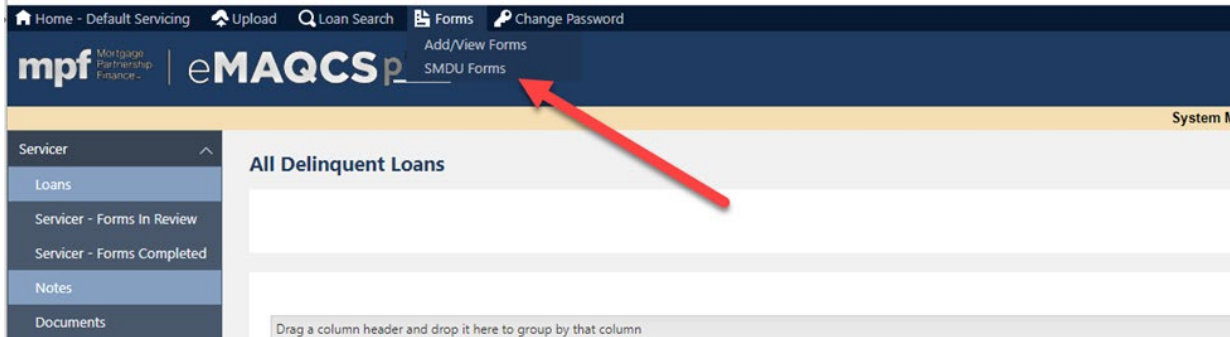 Home - Default Servicing Upload Loan Search Forms Change Password
Add/View Forms
SMDU Forms
mpf Mortgage Partnership Finance | eMAQCS
System
Servicer
All Delinquent Loans
Loans
Servicer - Forms In Review
Servicer - Forms Completed
Notes
Documents
Drag a column header and drop it here to group by that column